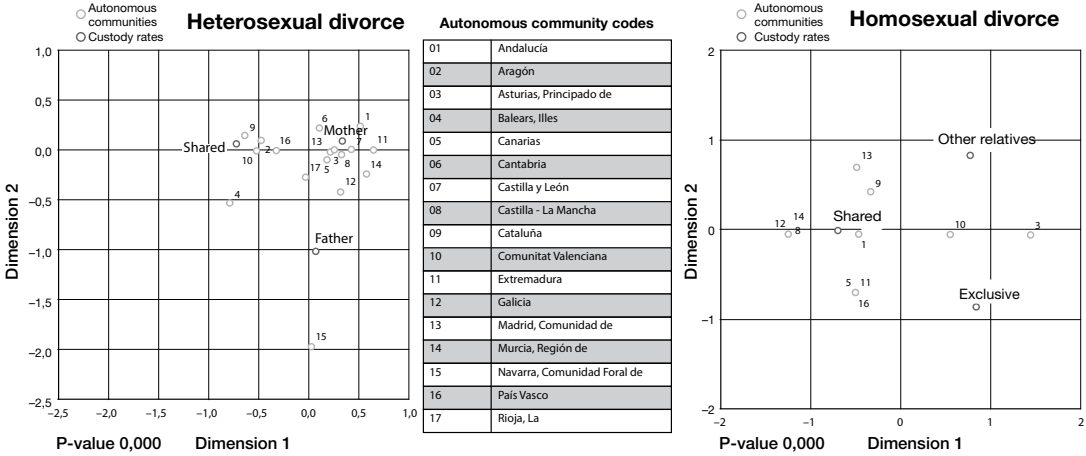 Autonomous
communities
Custody rates
Heterosexual divorce
1,0
0,5
0,0
−0,5
−1,0
−1,5
−2,0
−2,5
Dimension 2
9
16
Shared
10
2
4
6
1
Mother
13
7
11
3
8
5
17
14
12
Father
15
−2,5
−2,0
−1,5
−1,0
−0,5
0,0
0,5
1,0
P-value 0,000
Dimension 1
Autonomous community codes
01 Andalucía
02 Aragón
03 Asturias, Principado de
04 Balears, Illes
05 Canarias
06 Cantabria
07 Castilla y León
08 Castilla - La Mancha
09 Cataluña
10 Comunitat Valenciana
11 Extremadura
12 Galicia
13 Madrid, Comunidad de
14 Murcia, Región de
15 Navarra, Comunidad Foral de
16 País Vasco
17 Rioja, La
Autonomous
communities
Custody rates
Homosexual divorce
2
1
0
−1
−2
Dimension 2
Other relatives
13
9
Shared
14
12 8
1
10
3
5 11
16
Exclusive
−2
−1
0
1
2
P-value 0,000
Dimension 1